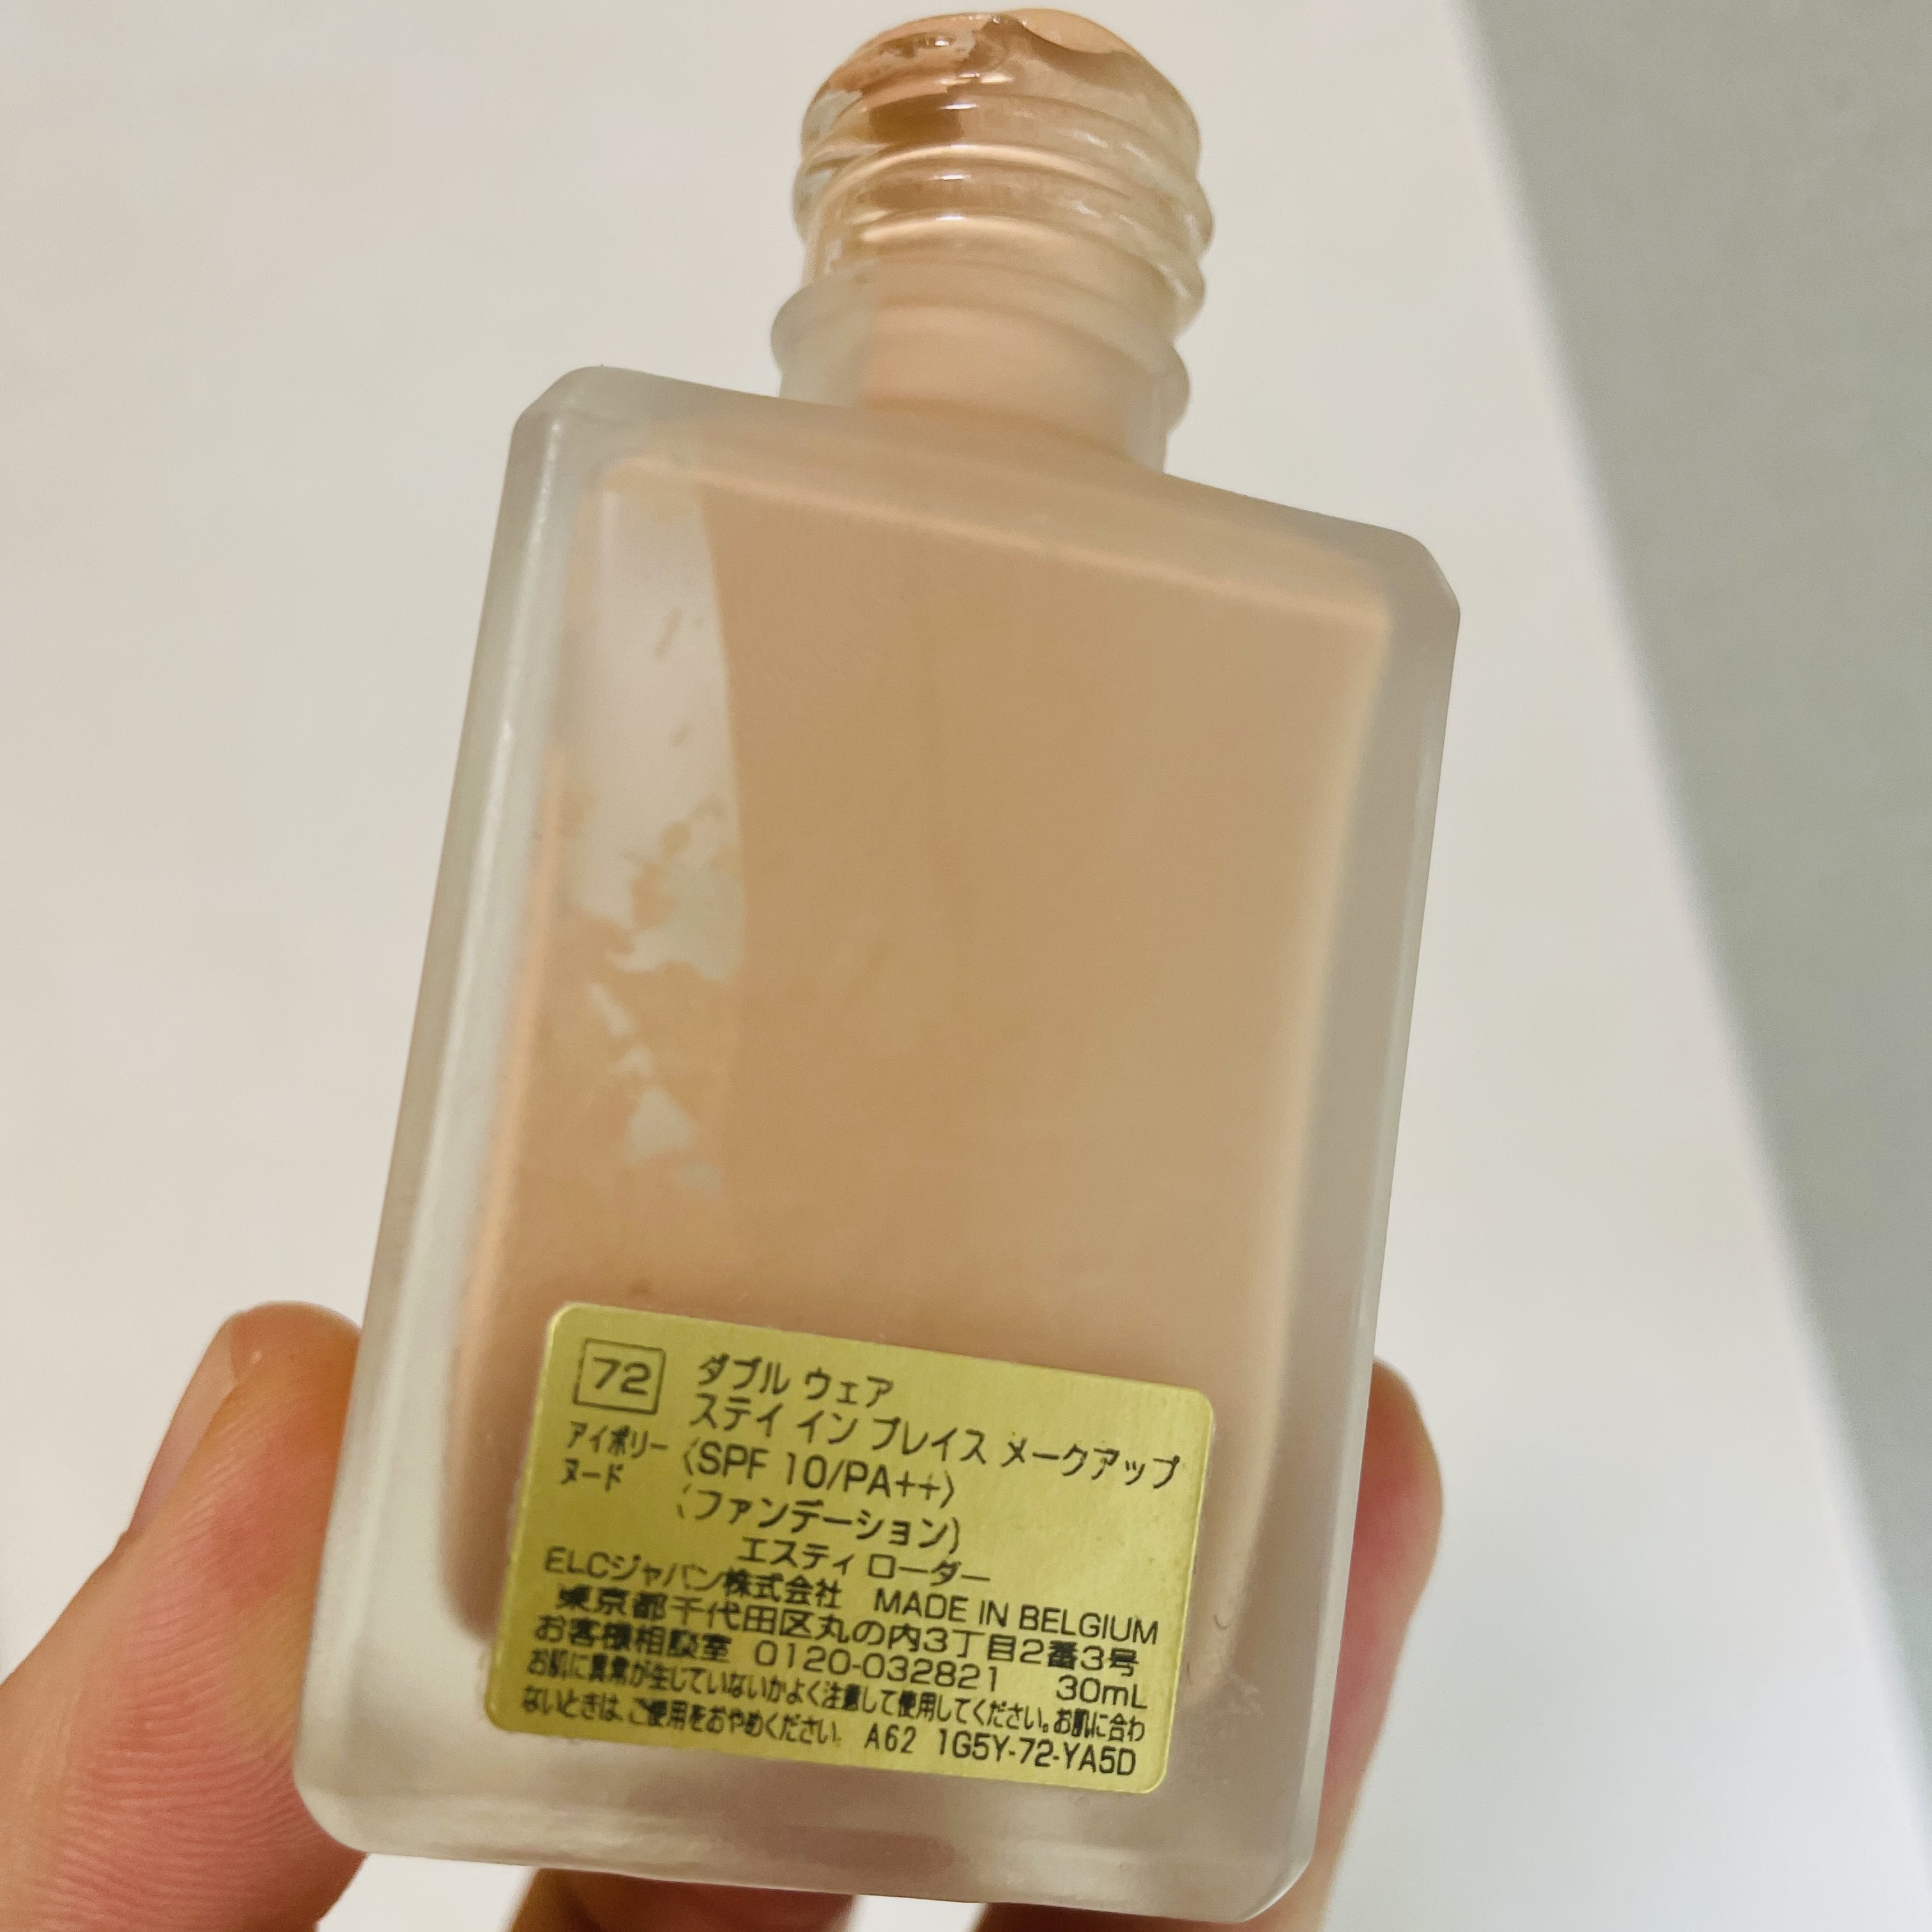 72 ダブル ウェア
ステイ イン プレイス メークアップ
アイボリー 〈SPF 10/PA++〉
ヌード 〈ファンデーション〉
エスティ ローダー
ELCジャパン株式会社 MADE IN BELGIUM
東京都千代田区丸の内3丁目2番3号
お客様相談室 0120-032821 30mL
お肌に異常が生じていないかよく注意して使用してください。お肌に合わ
ないときは、ご使用をおやめください。 A62 1G5Y-72-YA5D